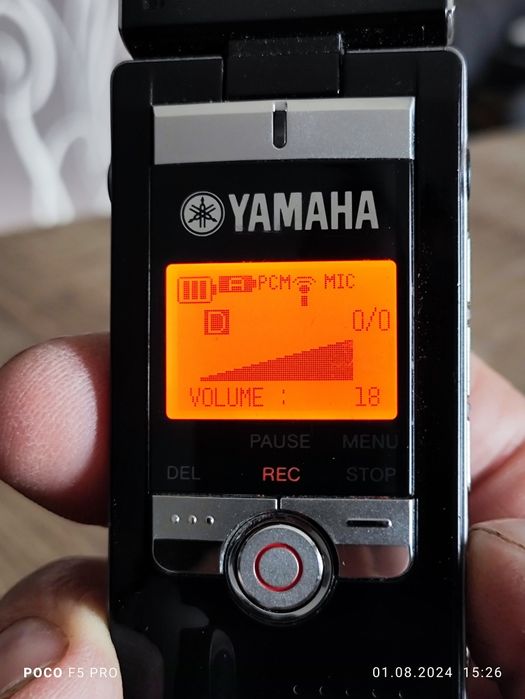 YAMAHA
PCM MIC
D 0/0
VOLUME : 18
PAUSE MENU
DEL REC STOP
POCO F5 PRO 01.08.2024 15:26